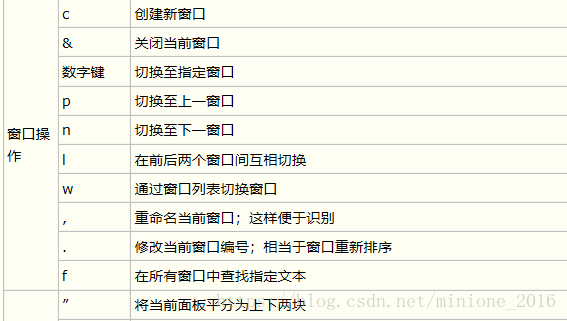 c 创建新窗口
& 关闭当前窗口
数字键 切换至指定窗口
p 切换至上一窗口
n 切换至下一窗口
窗口操
作
l 在前后两个窗口间互相切换
w 通过窗口列表切换窗口
, 重命名当前窗口；这样便于识别
. 修改当前窗口编号；相当于窗口重新排序
f 在所有窗口中查找指定文本
" 将当前面板平分为上下两块
https://blog.csdn.net/minione_2016